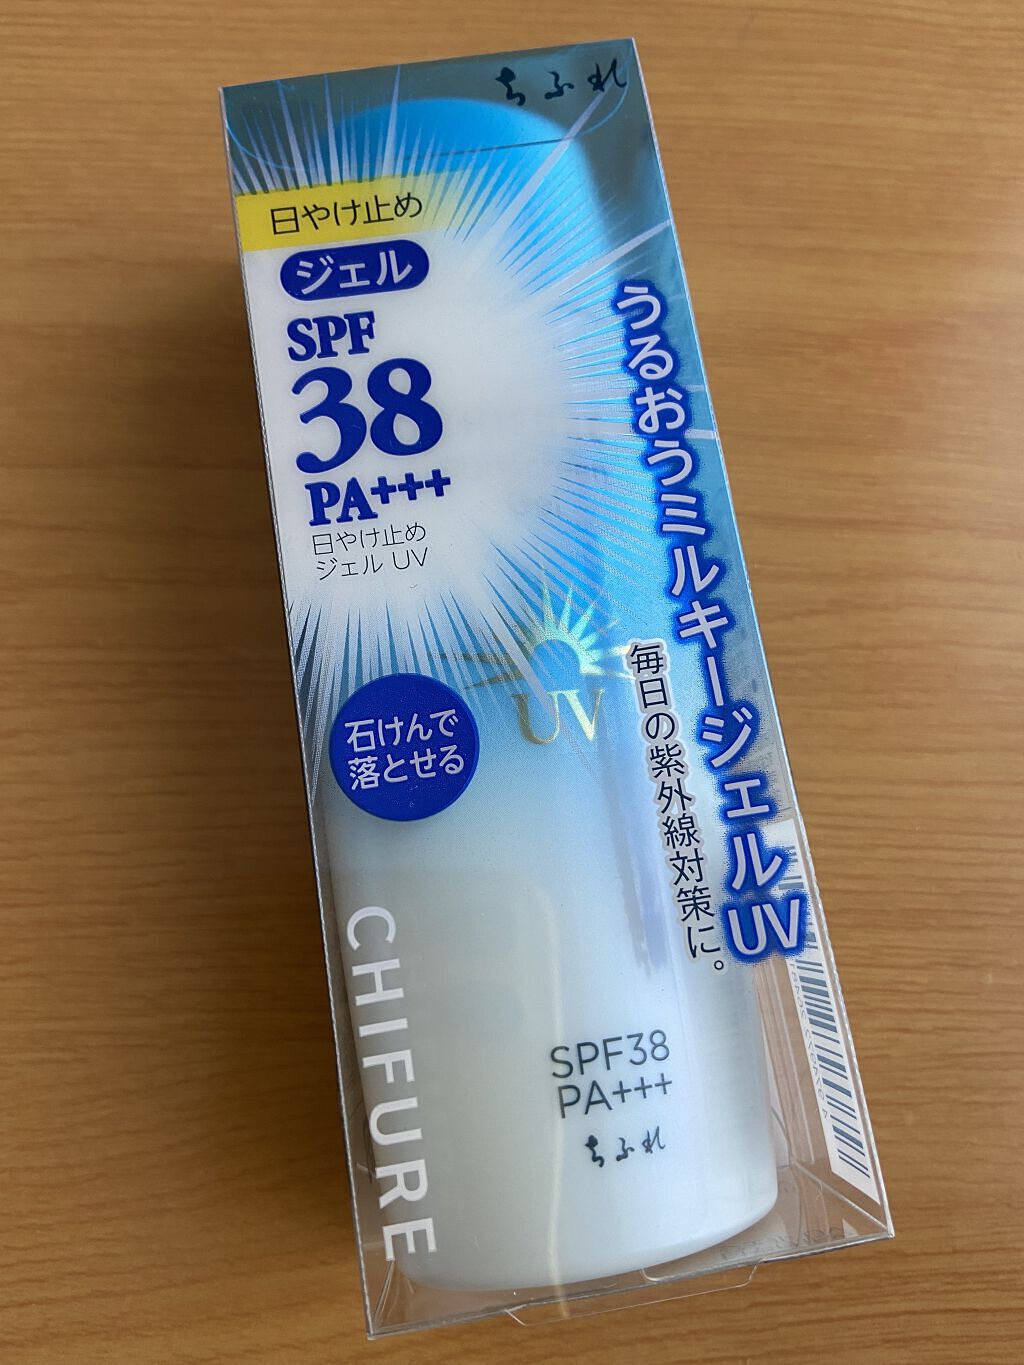 ちふれ
日やけ止め
ジェル
SPF
38
PA+++
日やけ止め
ジェル UV
うるおうミルキージェルUV
毎日の紫外線対策に。
UV
石けんで
落とせる
CHIFURE
SPF38
PA+++
ちふれ